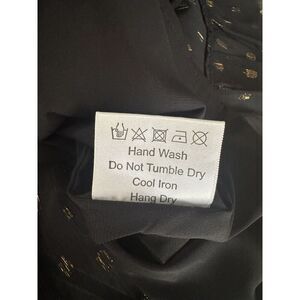 Hand Wash
Do Not Tumble Dry
Cool Iron
Hang Dry